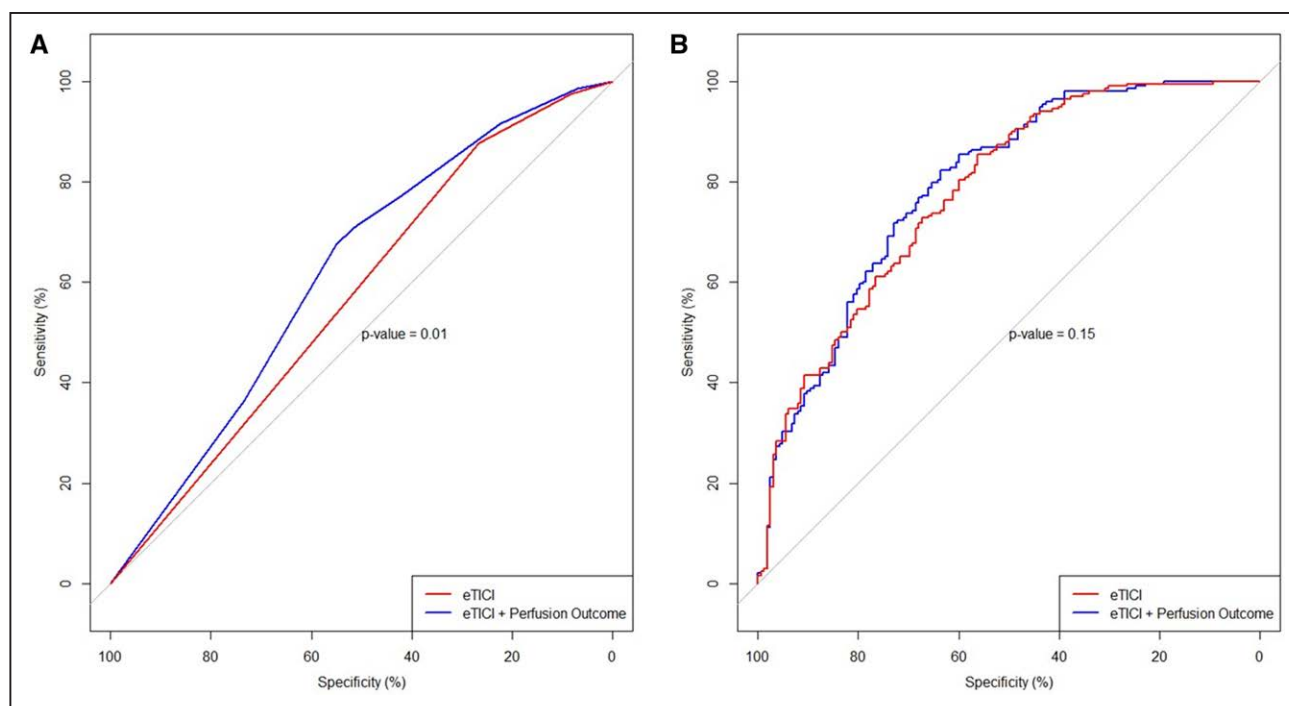 A
100
80
60
40
20
0
Sensitivity (%)
p-value = 0.01
eTICI
eTICI + Perfusion Outcome
100 80 60 40 20 0
Specificity (%)
B
100
80
60
40
20
0
Sensitivity (%)
p-value = 0.15
eTICI
eTICI + Perfusion Outcome
100 80 60 40 20 0
Specificity (%)